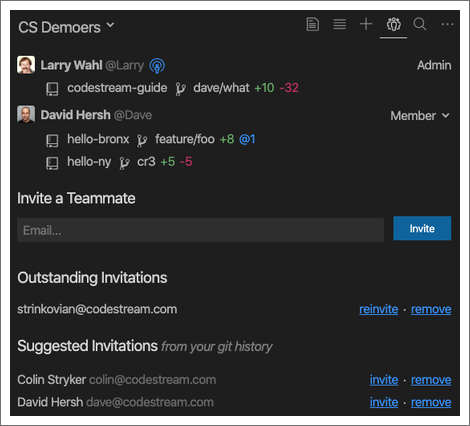 CS Demoers
Larry Wahl @Larry Admin
codestream-guide dave/what +10 -32
David Hersh @Dave Member
hello-bronx feature/foo +8 @1
hello-ny cr3 +5 -5
Invite a Teammate
Email... Invite
Outstanding Invitations
strinkovian@codestream.com reinvite · remove
Suggested Invitations from your git history
Colin Stryker colin@codestream.com invite · remove
David Hersh dave@codestream.com invite · remove